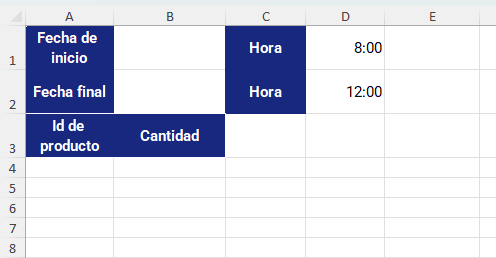 A B C D E
1 Fecha de
inicio Hora 8:00
2 Fecha final Hora 12:00
3 Id de
producto Cantidad
4
5
6
7
8